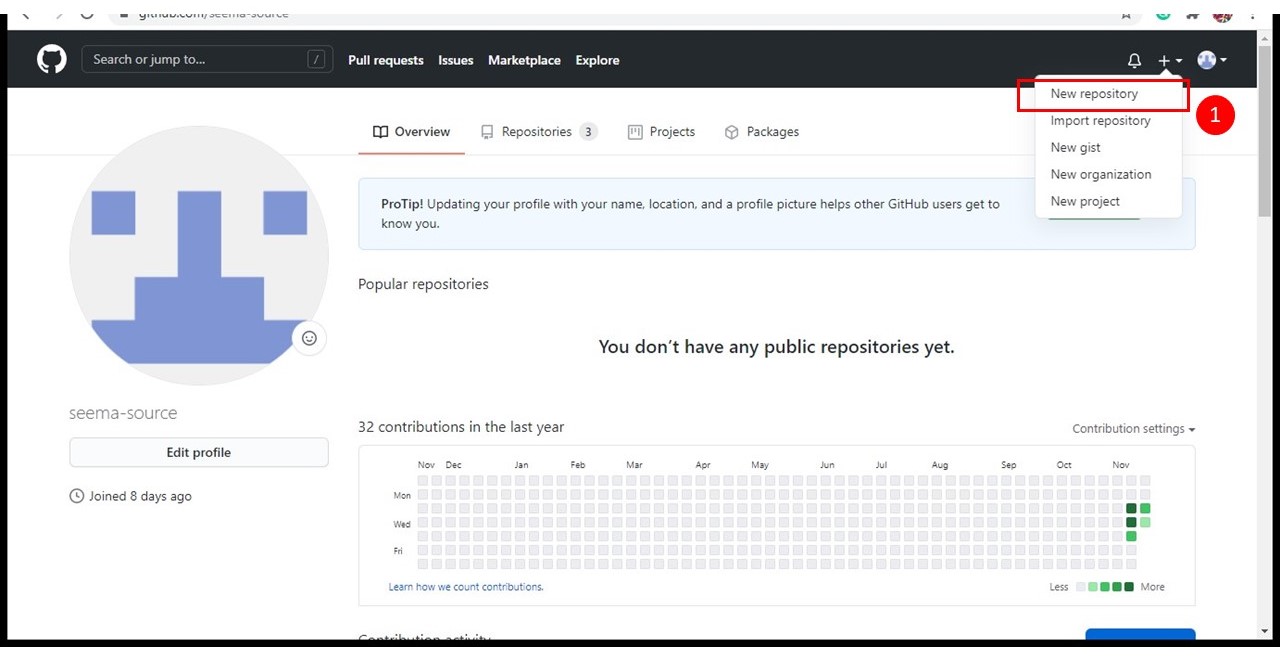 github.com/seema-source
Search or jump to...
/
Pull requests
Issues
Marketplace
Explore
New repository
1
Import repository
New gist
New organization
New project
Overview
Repositories 3
Projects
Packages
ProTip! Updating your profile with your name, location, and a profile picture helps other GitHub users get to
know you.
Popular repositories
You don't have any public repositories yet.
seema-source
Edit profile
Joined 8 days ago
32 contributions in the last year
Contribution settings
Nov Dec Jan Feb Mar Apr May Jun Jul Aug Sep Oct Nov
Mon
Wed
Fri
Learn how we count contributions.
Less More
Contribution activity